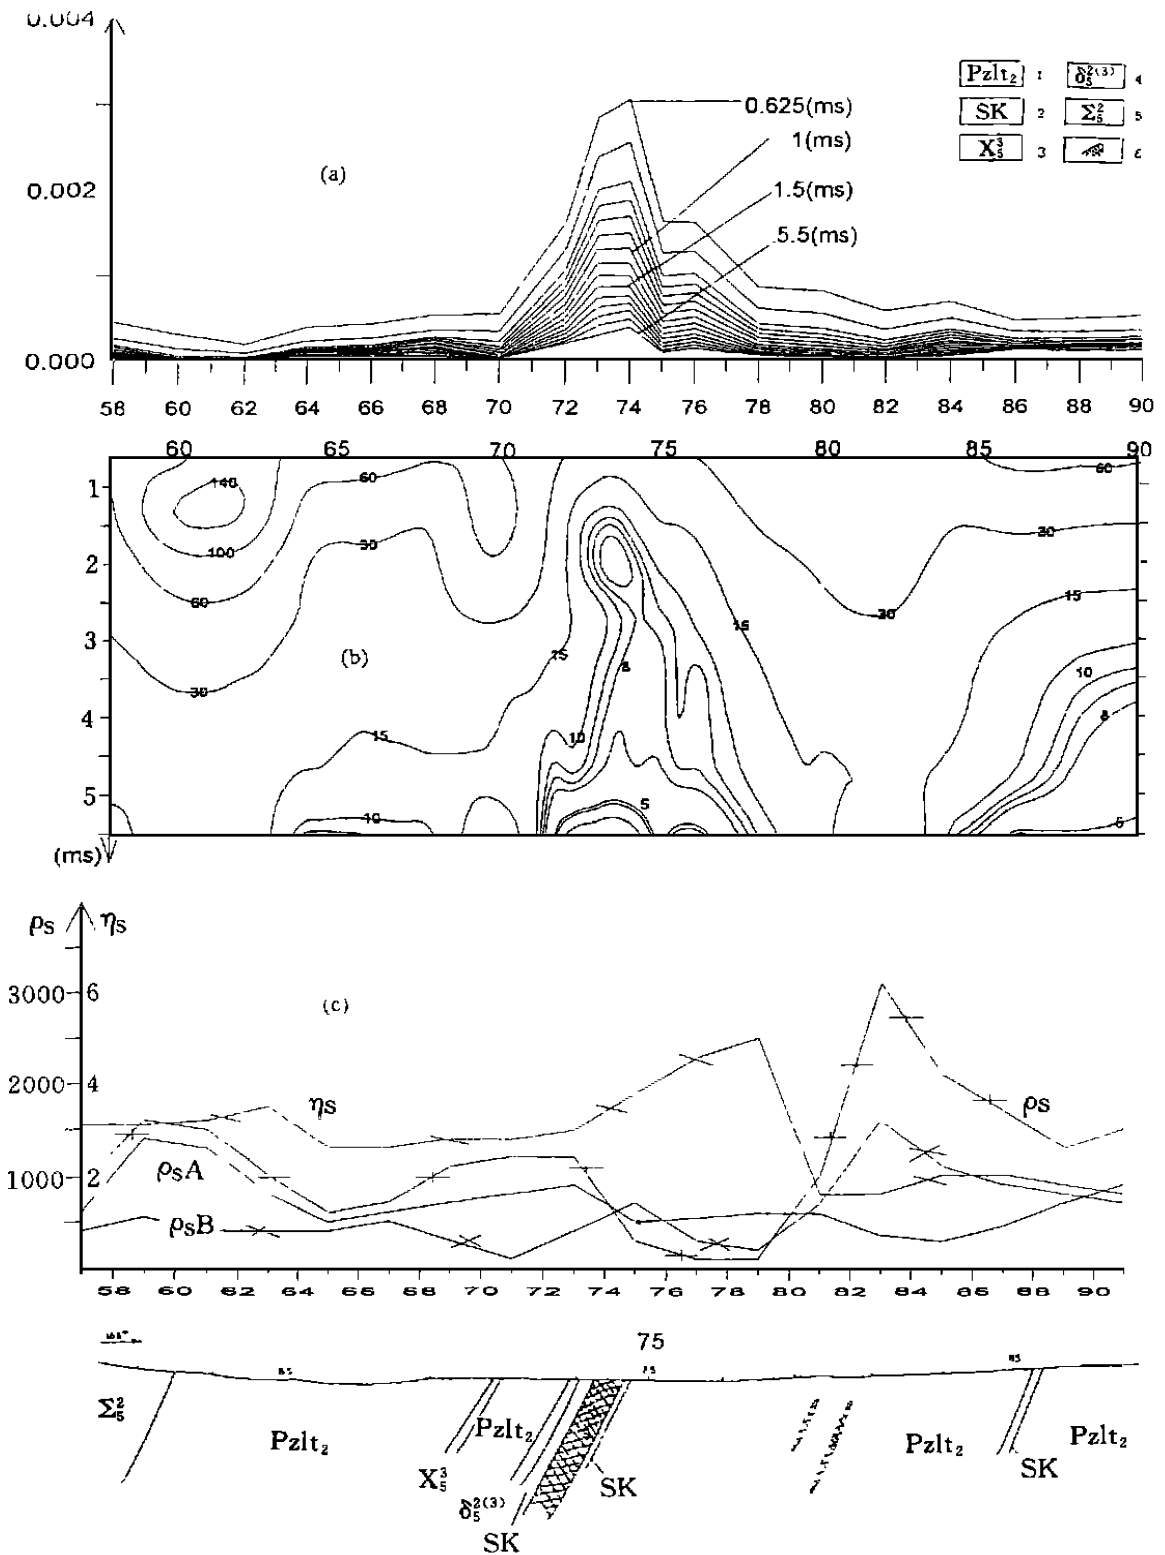 0.004
0.002
0.000
(a)
0.625(ms)
1(ms)
1.5(ms)
5.5(ms)
Pzlt₂ 1 δ₅²⁽³⁾ 4
SK 2 Σ₅² 5
X₅³ 3
58 60 62 64 66 68 70 72 74 76 78 80 82 84 86 88 90
60 65 70 75 80 85 90
1
2
3
4
5
(ms)
(b)
140
100
60
30
60
30
15
10
15
10
8
5
15
30
60
30
15
10
8
5
ρs ηs
3000 6
2000 4
1000 2
(c)
ηs
ρs
ρsA
ρsB
58 60 62 64 66 68 70 72 74 76 78 80 82 84 86 88 90
75
Σ₅²
Pzlt₂
X₅³
Pzlt₂
δ₅²⁽³⁾
SK
SK
Pzlt₂
SK
Pzlt₂